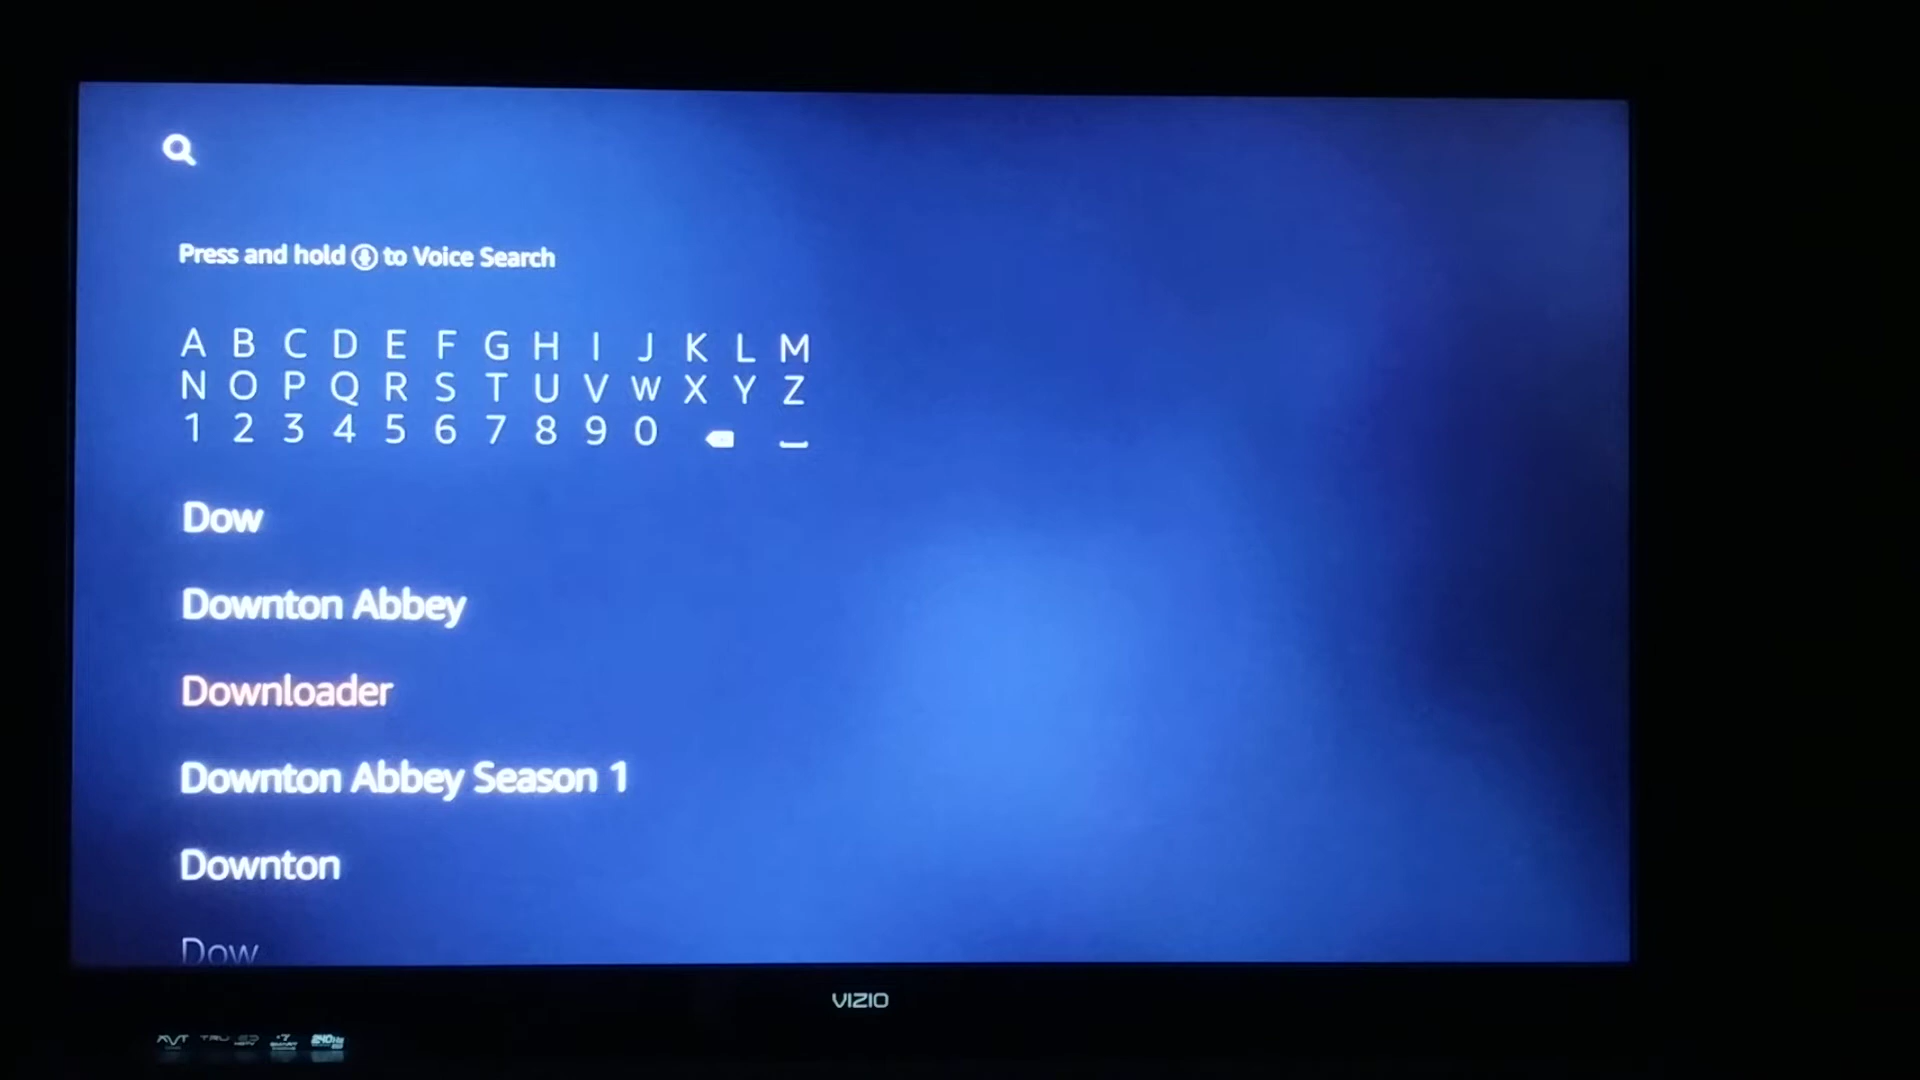 Press and hold to Voice Search
A B C D E F G H I J K L M
N O P Q R S T U V W X Y Z
1 2 3 4 5 6 7 8 9 0
Dow
Downton Abbey
Downloader
Downton Abbey Season 1
Downton
Dow
VIZIO
240Hz